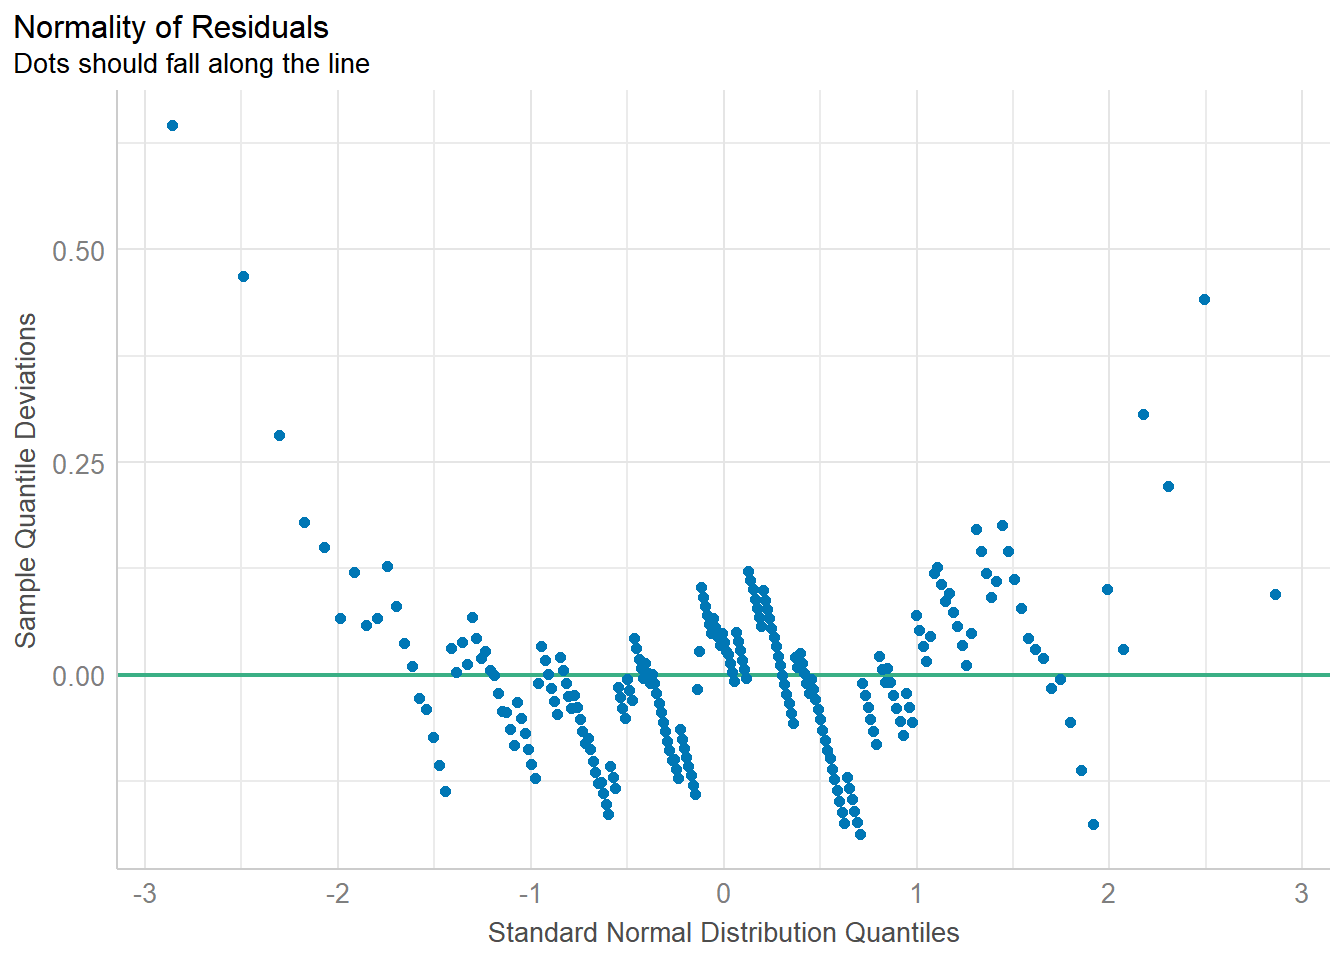 Normality of Residuals
Dots should fall along the line
Sample Quantile Deviations
0.50
0.25
0.00
-3 -2 -1 0 1 2 3
Standard Normal Distribution Quantiles